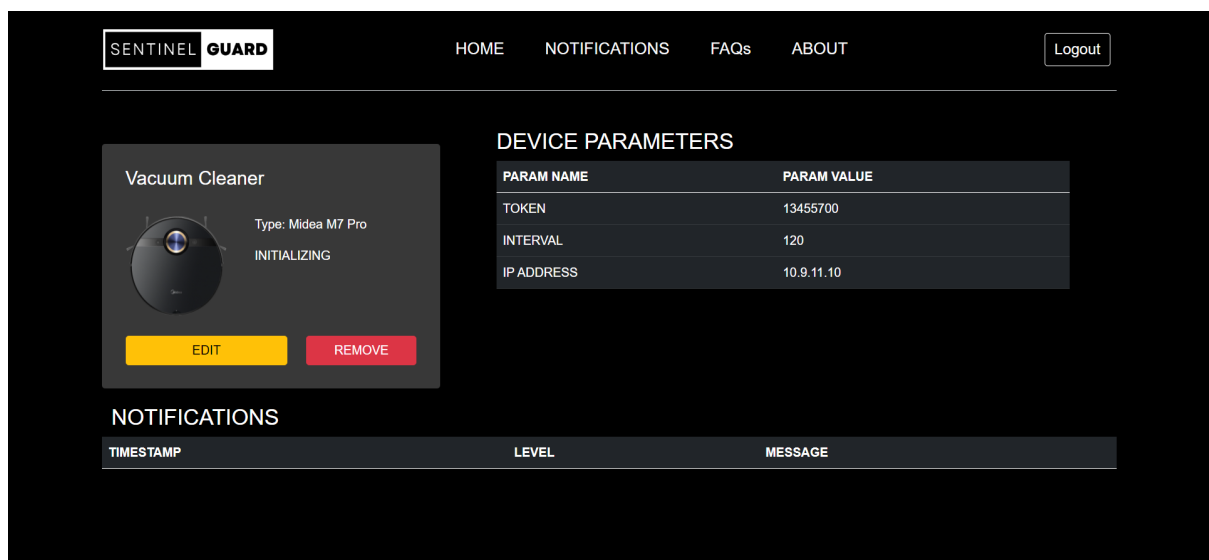 SENTINEL GUARD
HOME NOTIFICATIONS FAQs ABOUT
Logout
Vacuum Cleaner
Type: Midea M7 Pro
INITIALIZING
EDIT REMOVE
DEVICE PARAMETERS
PARAM NAME PARAM VALUE
TOKEN 13455700
INTERVAL 120
IP ADDRESS 10.9.11.10
NOTIFICATIONS
TIMESTAMP LEVEL MESSAGE